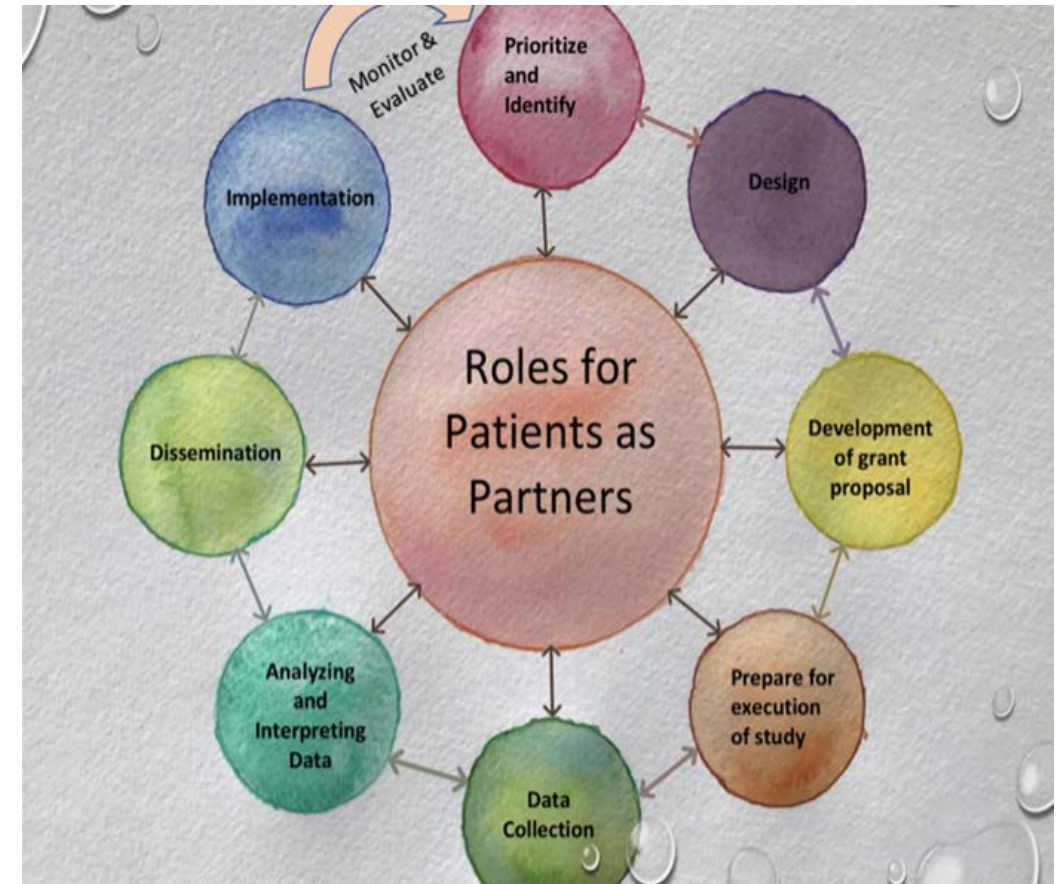 Monitor &
Evaluate
Prioritize
and
Identify
Design
Implementation
Roles for
Patients as
Partners
Development
of grant
proposal
Dissemination
Prepare for
execution
of study
Analyzing
and
Interpreting
Data
Data
Collection